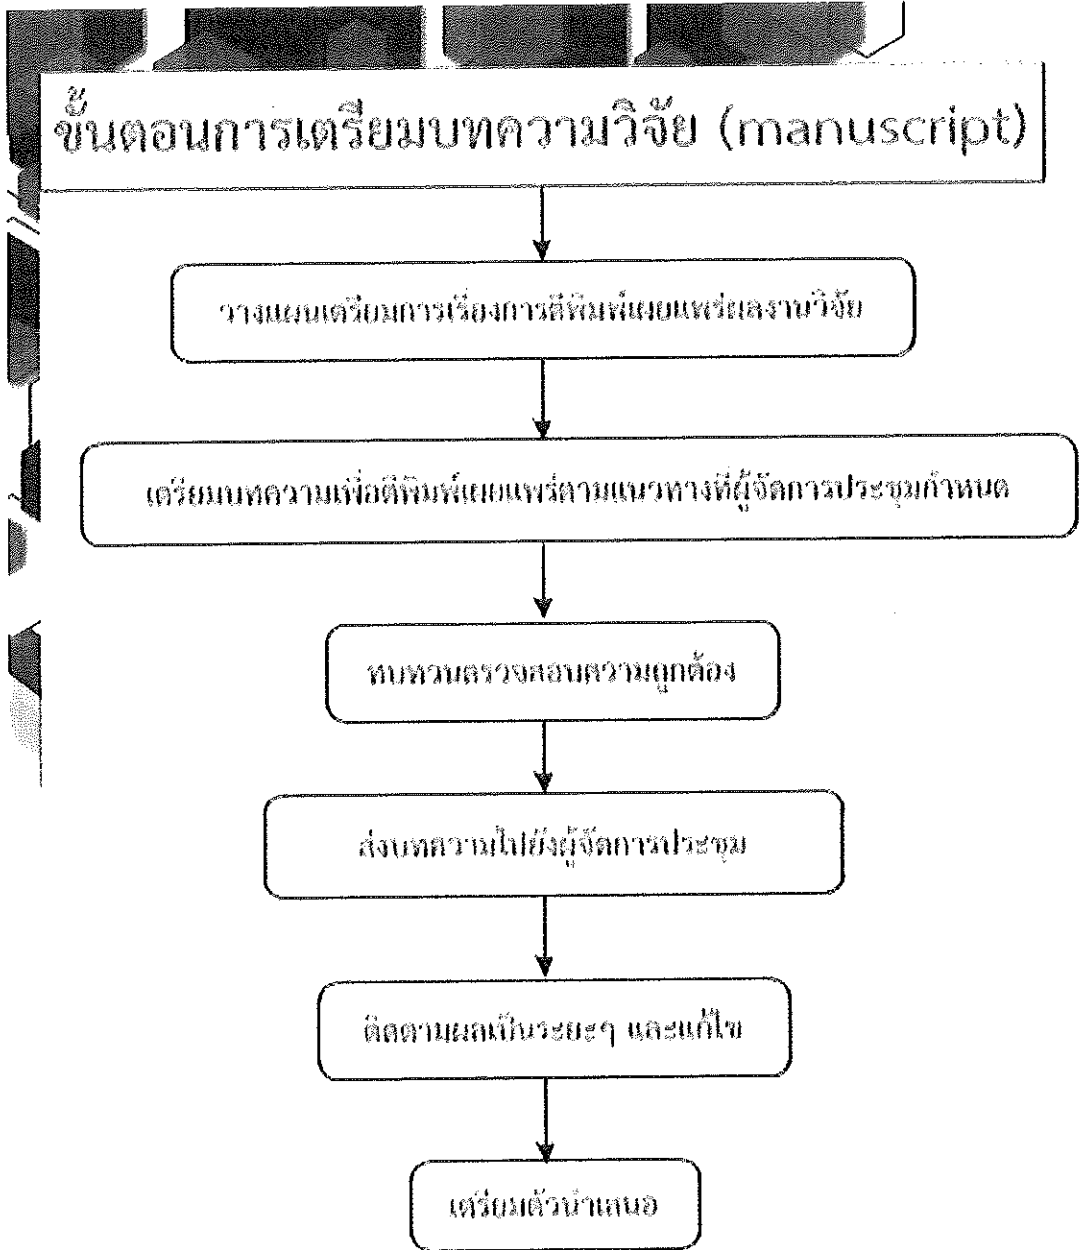 ขั้นตอนการเตรียมบทความวิจัย (manuscript)
วางแผนเตรียมการเรื่องการตีพิมพ์เผยแพร่ผลงานวิจัย
เตรียมบทความเพื่อตีพิมพ์เผยแพร่ตามแนวทางที่ผู้จัดการประชุมกำหนด
ทบทวนตรวจสอบความถูกต้อง
ส่งบทความไปยังผู้จัดการประชุม
ติดตามผลเป็นระยะๆ และแก้ไข
เตรียมตัวนำเสนอ